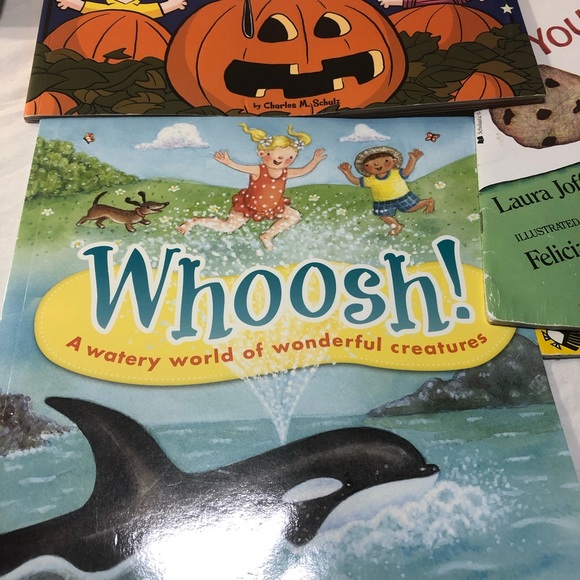 by Charles M. Schulz
YOU
Whoosh!
A watery world of wonderful creatures
Laura Joff
ILLUSTRATED
Felici